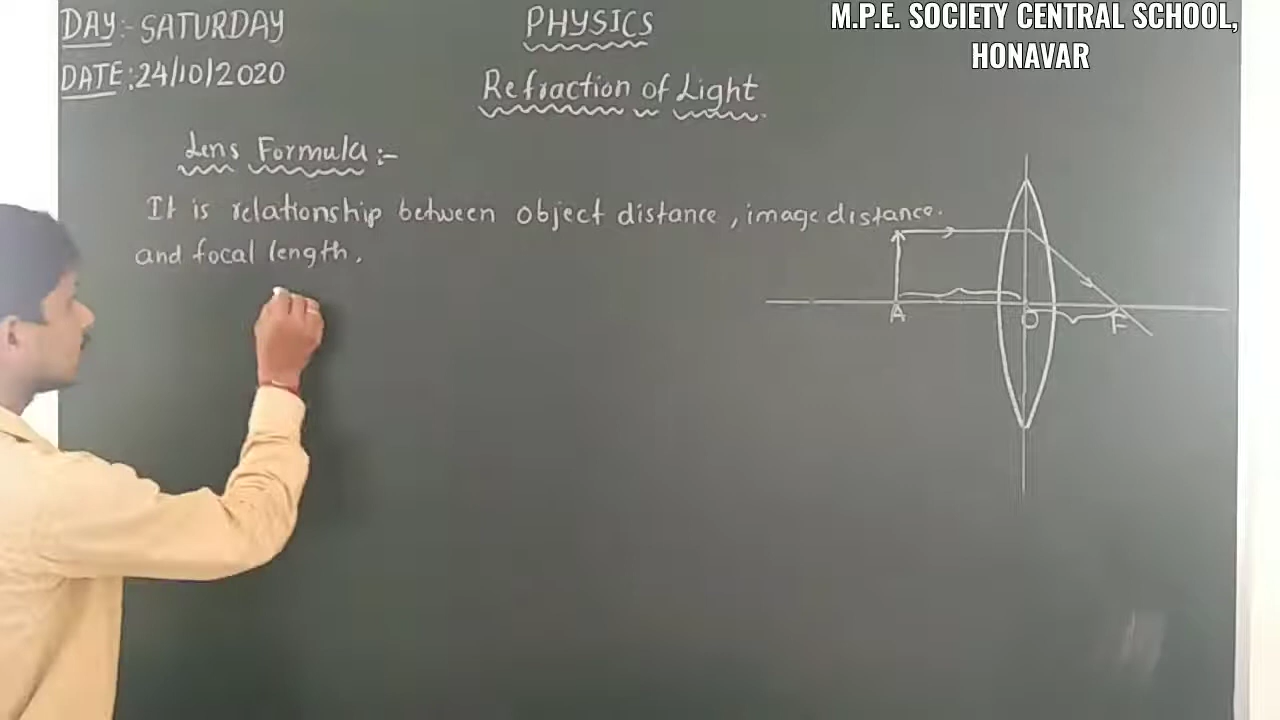 DAY:- SATURDAY
DATE:24/10/2020
PHYSICS
Refraction of Light
M.P.E. SOCIETY CENTRAL SCHOOL,
HONAVAR
Lens Formula:-
It is relationship between object distance, image distance.
and focal length.
A
O
F